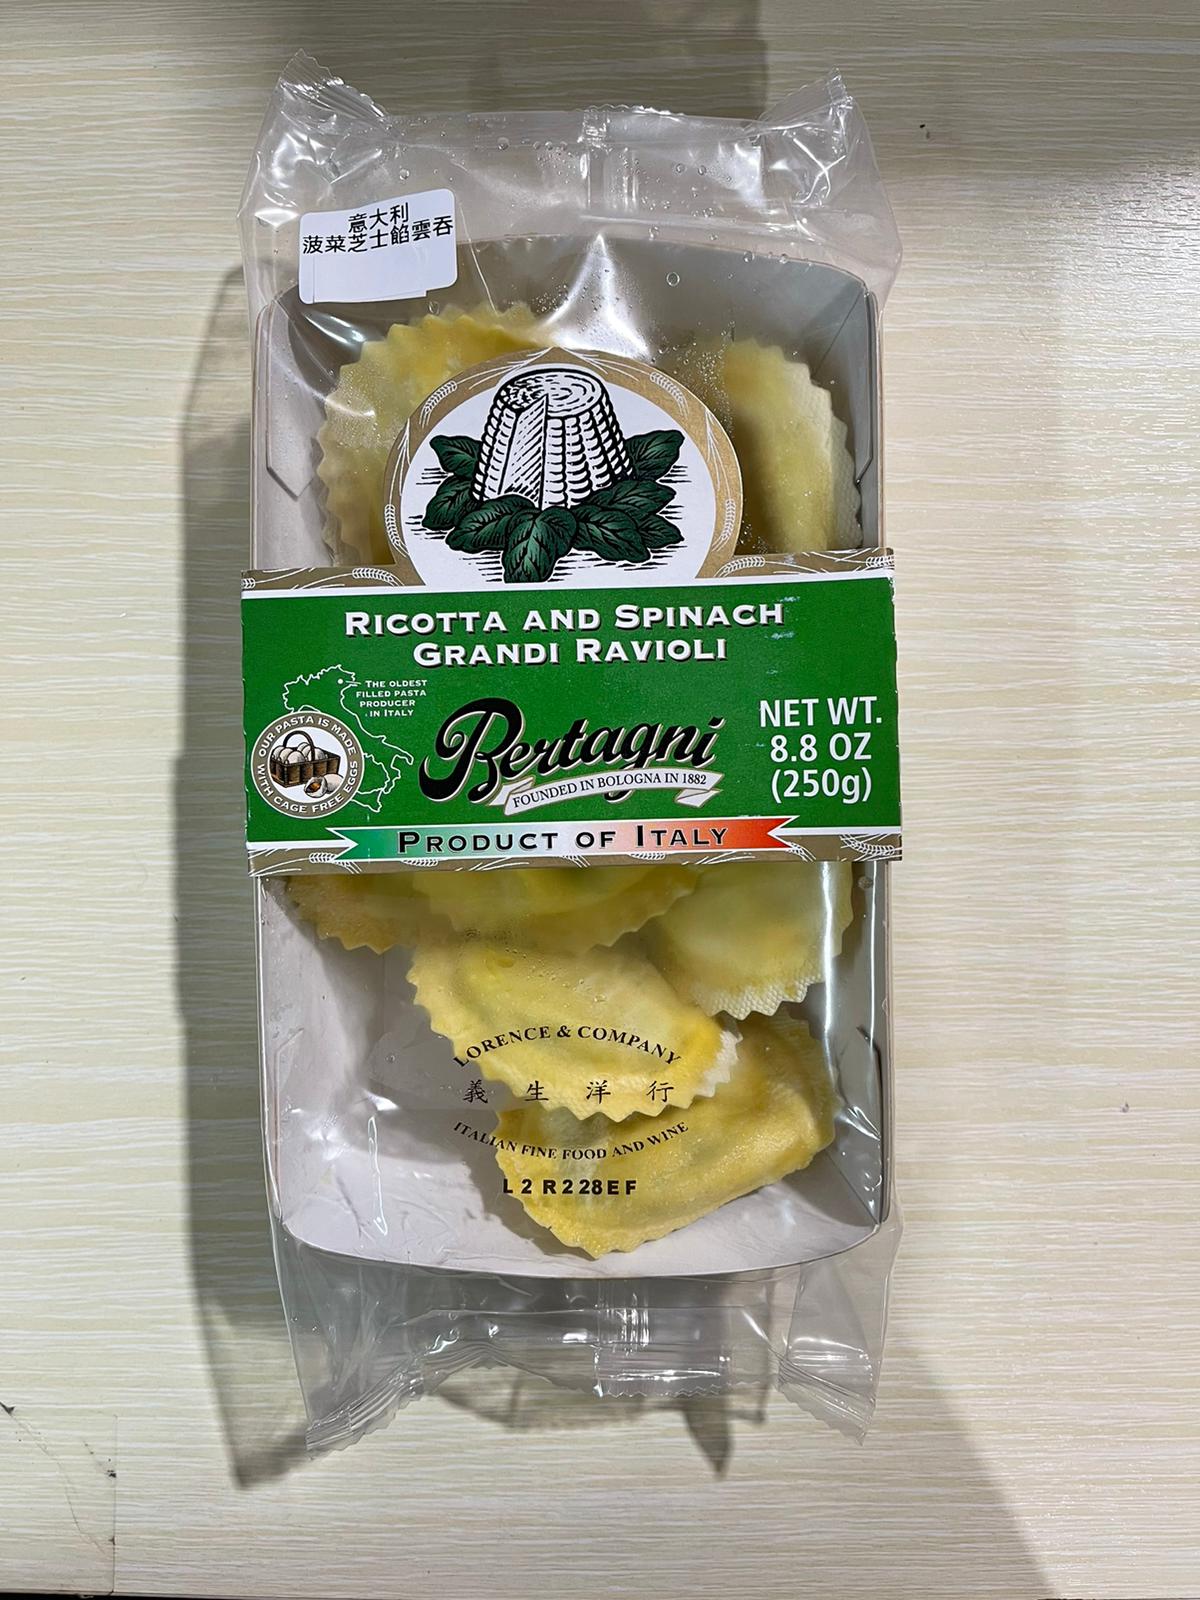 意大利
菠菜芝士餡雲吞
RICOTTA AND SPINACH
GRANDI RAVIOLI
THE OLDEST
FILLED PASTA
PRODUCER
IN ITALY
OUR PASTA IS MADE
WITH CAGE FREE EGGS
Bertagni
FOUNDED IN BOLOGNA IN 1882
NET WT.
8.8 OZ
(250g)
PRODUCT OF ITALY
LORENCE & COMPANY
義生洋行
ITALIAN FINE FOOD AND WINE
L2 R228EF